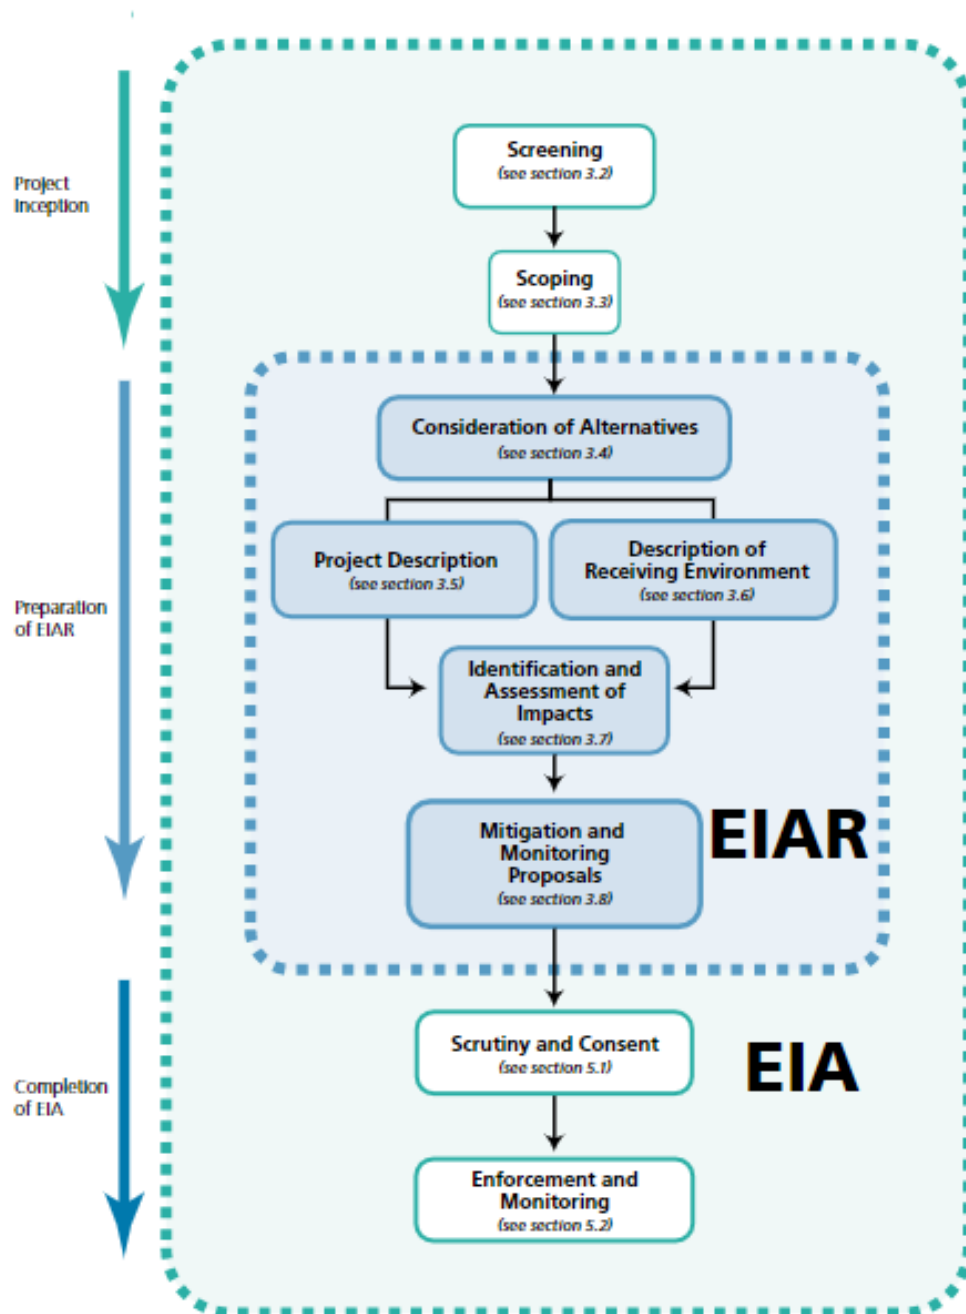 Project
Inception
Screening
(see section 3.2)
Scoping
(see section 3.3)
Consideration of Alternatives
(see section 3.4)
Project Description
(see section 3.5)
Description of
Receiving Environment
(see section 3.6)
Preparation
of EIAR
Identification and
Assessment of
Impacts
(see section 3.7)
Mitigation and
Monitoring
Proposals
(see section 3.8)
EIAR
Scrutiny and Consent
(see section 5.1)
EIA
Completion
of EIA
Enforcement and
Monitoring
(see section 5.2)